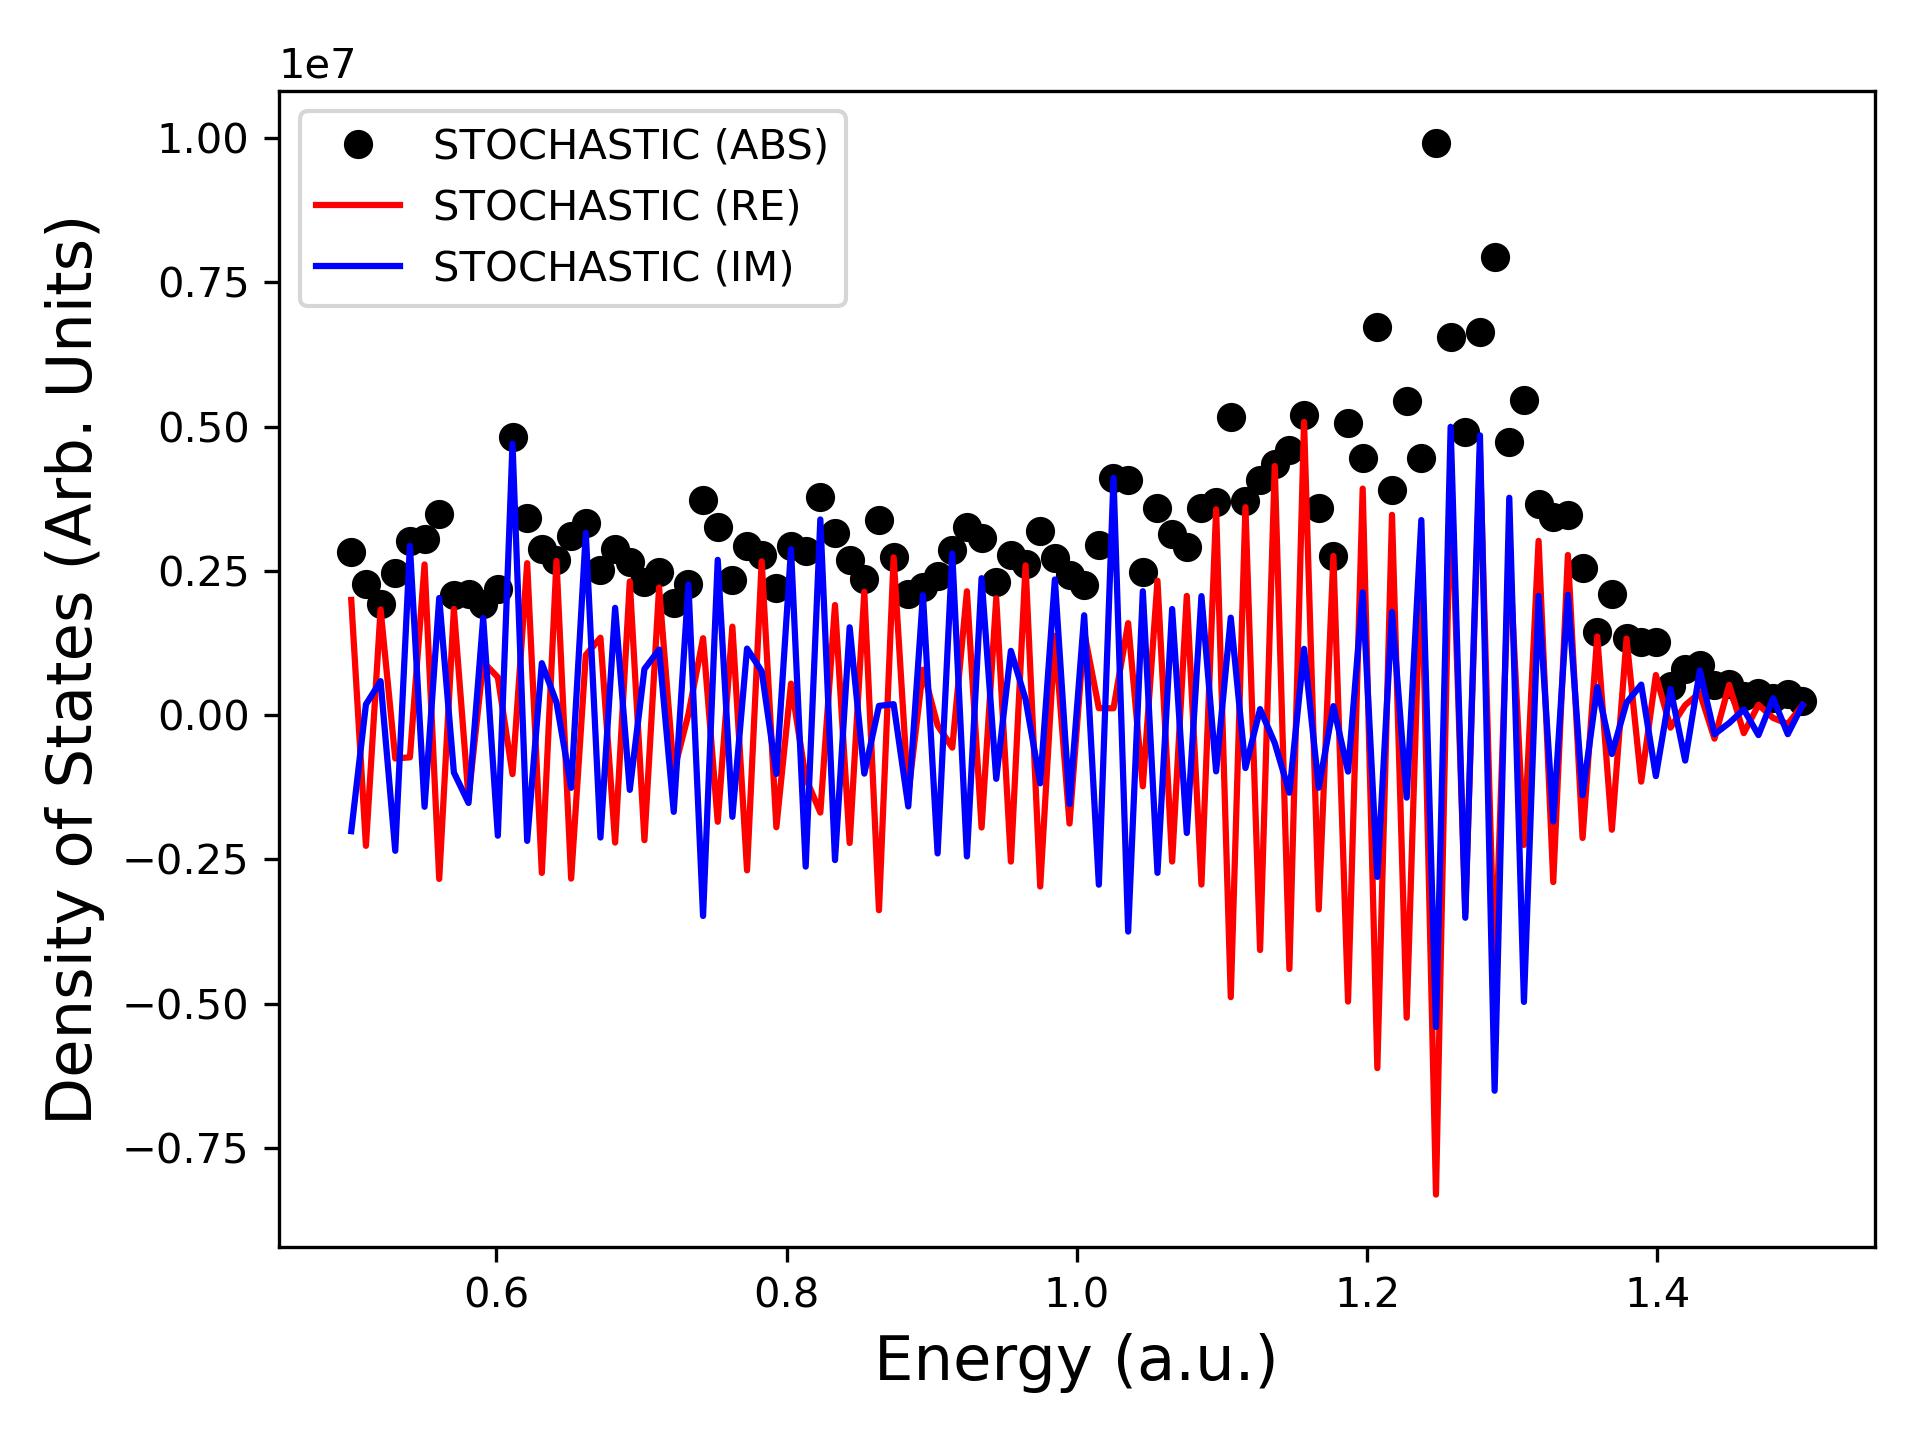 1e7
1.00
0.75
0.50
0.25
0.00
−0.25
−0.50
−0.75
Density of States (Arb. Units)
STOCHASTIC (ABS)
STOCHASTIC (RE)
STOCHASTIC (IM)
0.6 0.8 1.0 1.2 1.4
Energy (a.u.)